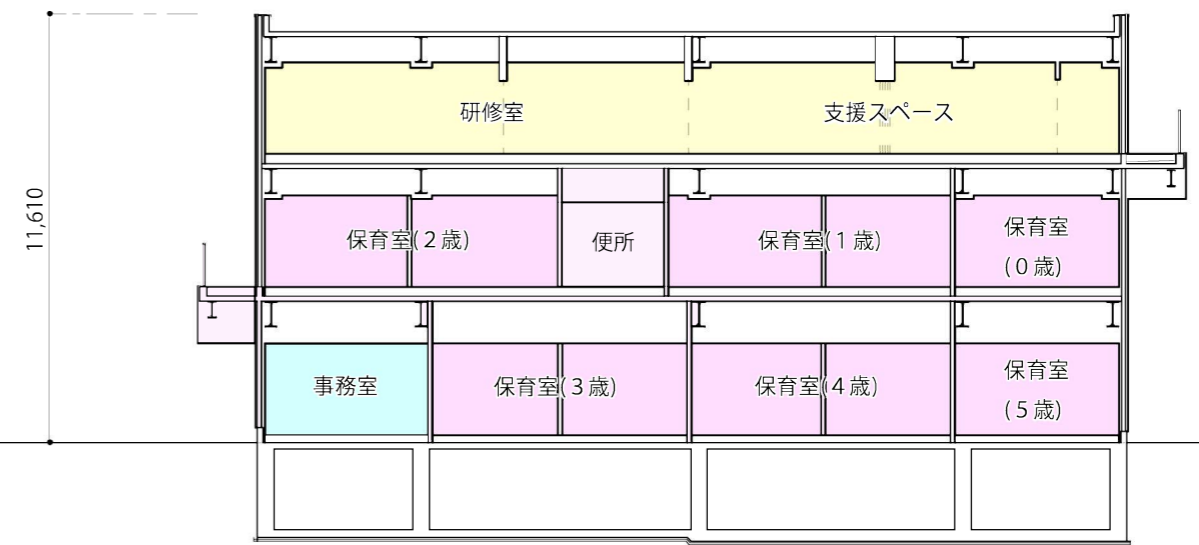 研修室
支援スペース
11,610
保育室(２歳)
便所
保育室(１歳)
保育室
(０歳)
事務室
保育室(３歳)
保育室(４歳)
保育室
(５歳)